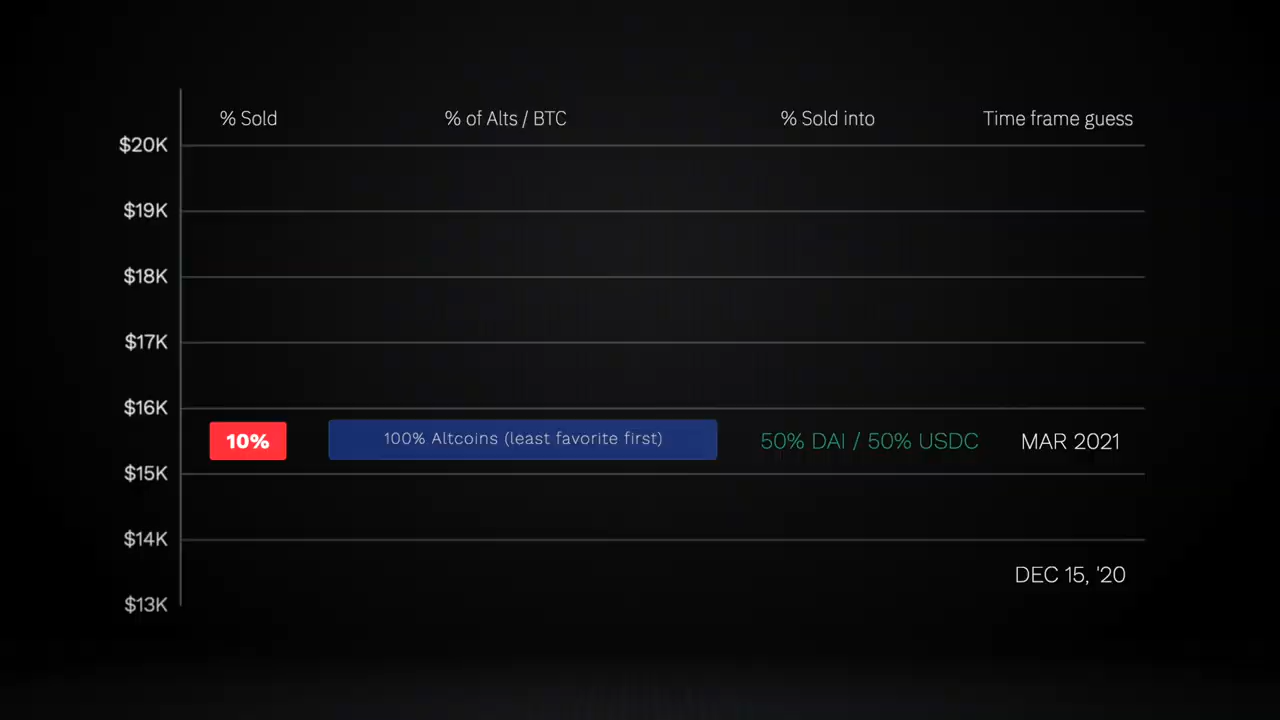 % Sold
% of Alts / BTC
% Sold into
Time frame guess
$20K
$19K
$18K
$17K
$16K
10%
100% Altcoins (least favorite first)
50% DAI / 50% USDC
MAR 2021
$15K
$14K
DEC 15, '20
$13K